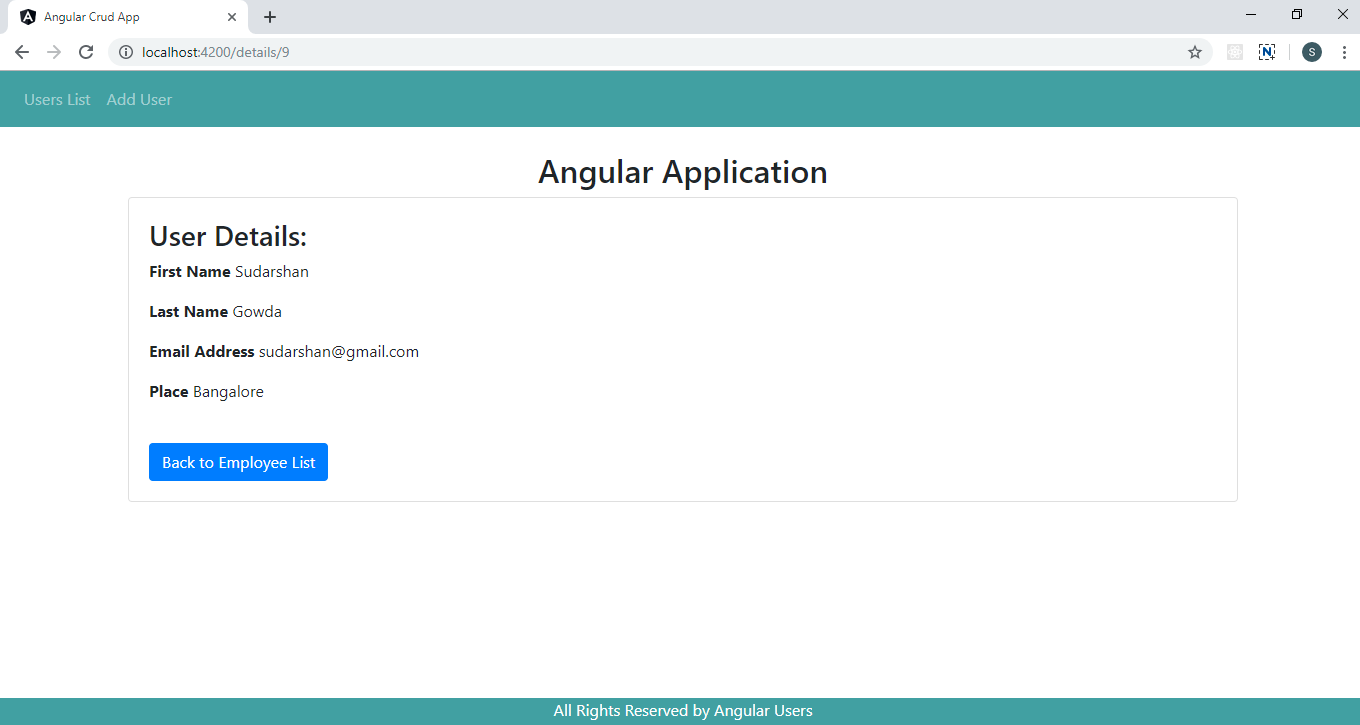 Angular Crud App
localhost:4200/details/9
S
Users List Add User
Angular Application
User Details:
First Name Sudarshan
Last Name Gowda
Email Address sudarshan@gmail.com
Place Bangalore
Back to Employee List
All Rights Reserved by Angular Users